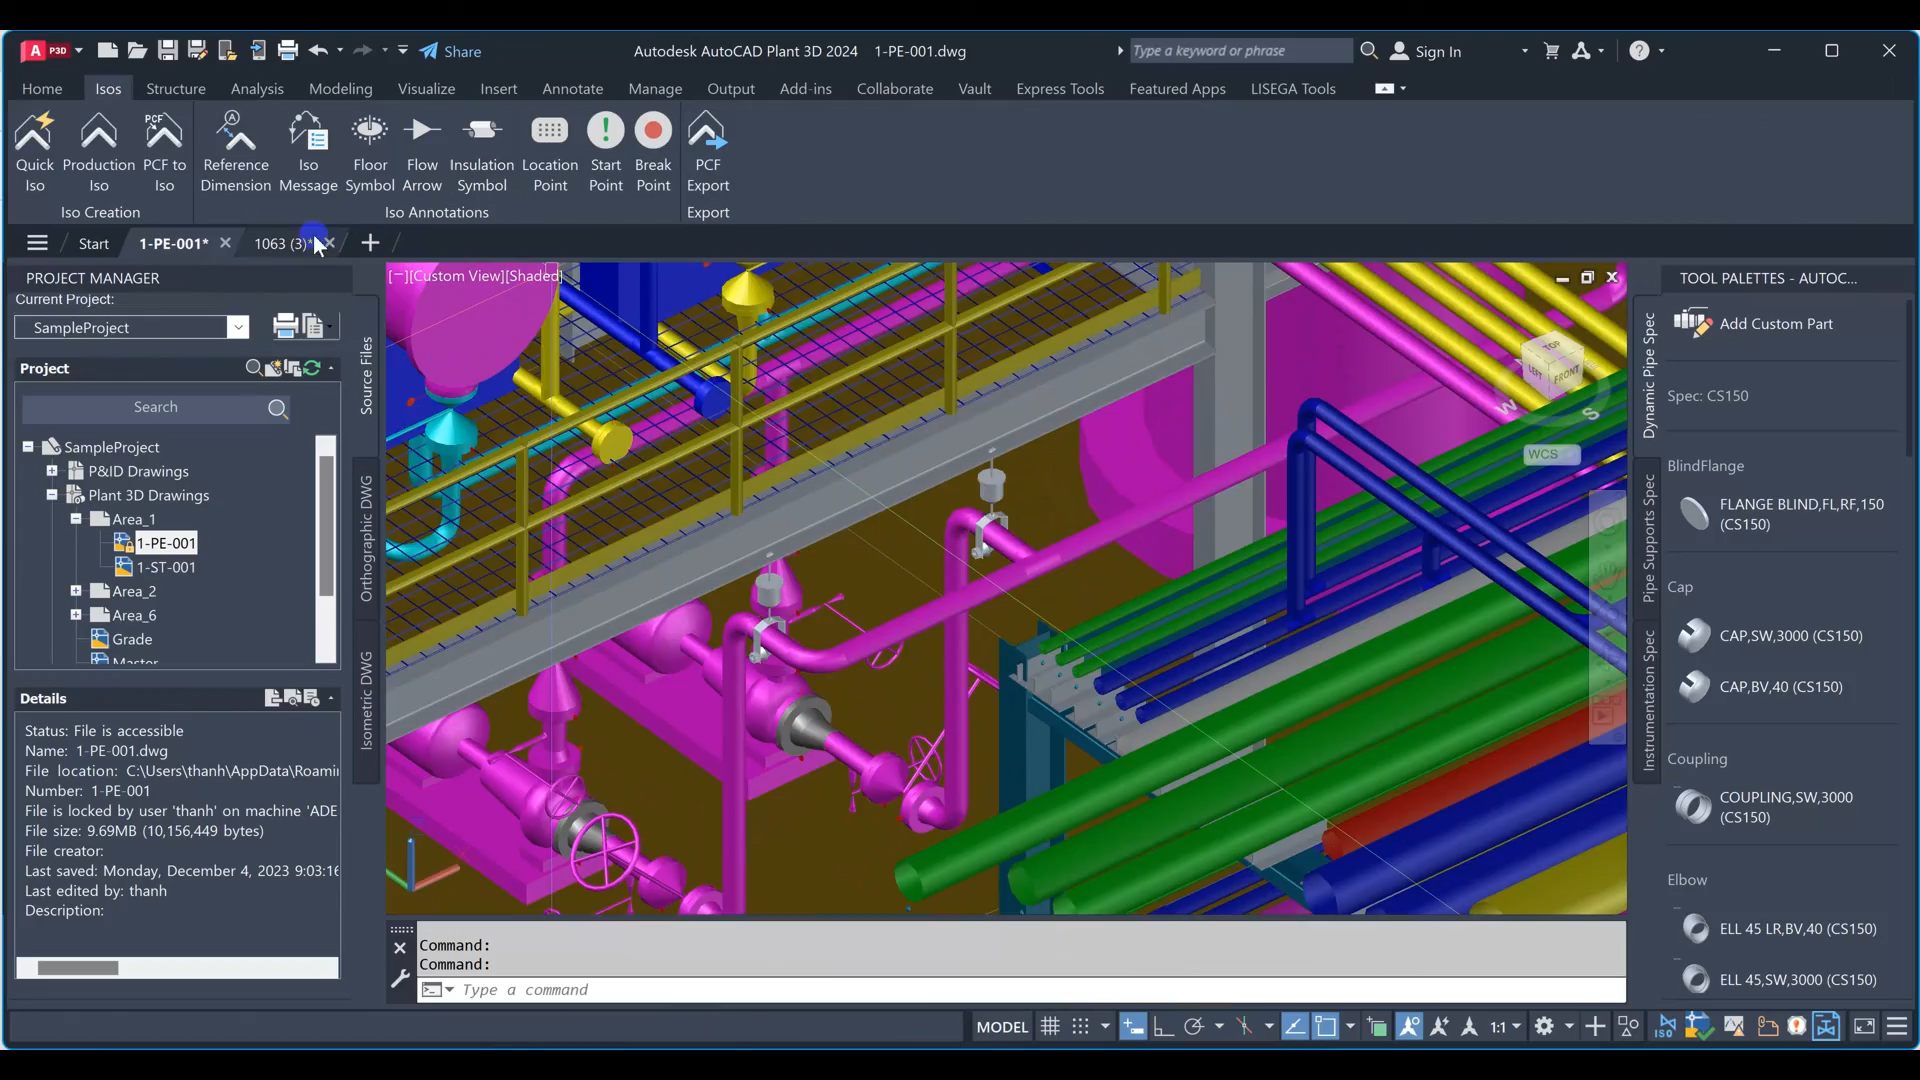 A P3D
Share
Autodesk AutoCAD Plant 3D 2024 1-PE-001.dwg
Type a keyword or phrase
Sign In
Home Isos Structure Analysis Modeling Visualize Insert Annotate Manage Output Add-ins Collaborate Vault Express Tools Featured Apps LISEGA Tools
Quick Iso
Production Iso
PCF
PCF to Iso
Reference Dimension
Iso Message
Floor Symbol
Flow Arrow
Insulation Symbol
Location Point
Start Point
Break Point
PCF Export
Iso Creation
Iso Annotations
Export
Start
1-PE-001*
1063 (3)*
PROJECT MANAGER
Current Project:
SampleProject
Project
Search
SampleProject
P&ID Drawings
Plant 3D Drawings
Area_1
1-PE-001
1-ST-001
Area_2
Area_6
Grade
Master
Source Files
Orthographic DWG
Isometric DWG
Details
Status: File is accessible
Name: 1-PE-001.dwg
File location: C:\Users\thanh\AppData\Roami
Number: 1-PE-001
File is locked by user 'thanh' on machine 'ADE
File size: 9.69MB (10,156,449 bytes)
File creator:
Last saved: Monday, December 4, 2023 9:03:16
Last edited by: thanh
Description:
[−][Custom View][Shaded]
TOP
LEFT
FRONT
W
S
WCS
Command:
Command:
Type a command
TOOL PALETTES - AUTOC...
Dynamic Pipe Spec
Pipe Supports Spec
Instrumentation Spec
Add Custom Part
Spec: CS150
BlindFlange
FLANGE BLIND,FL,RF,150
(CS150)
Cap
CAP,SW,3000 (CS150)
CAP,BV,40 (CS150)
Coupling
COUPLING,SW,3000
(CS150)
Elbow
ELL 45 LR,BV,40 (CS150)
ELL 45,SW,3000 (CS150)
MODEL
1:1
ISO